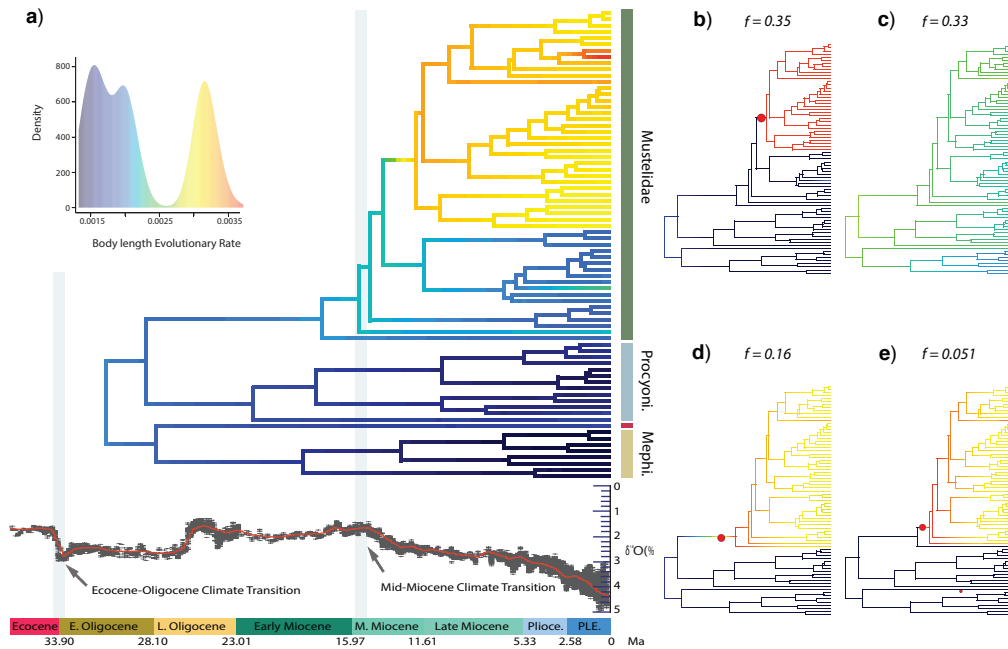 a)
800
600
400
200
0
Density
0.0015
0.0025
0.0035
Body length Evolutionary Rate
Mustelidae
Procyoni.
Mephi.
0
1
2
3
4
5
δ¹⁸O(%
Ecocene-Oligocene Climate Transition
Mid-Miocene Climate Transition
Ecocene E. Oligocene L. Oligocene Early Miocene M. Miocene Late Miocene Plioce. PLE.
33.90 28.10 23.01 15.97 11.61 5.33 2.58 0 Ma
b) f = 0.35
c) f = 0.33
d) f = 0.16
e) f = 0.051